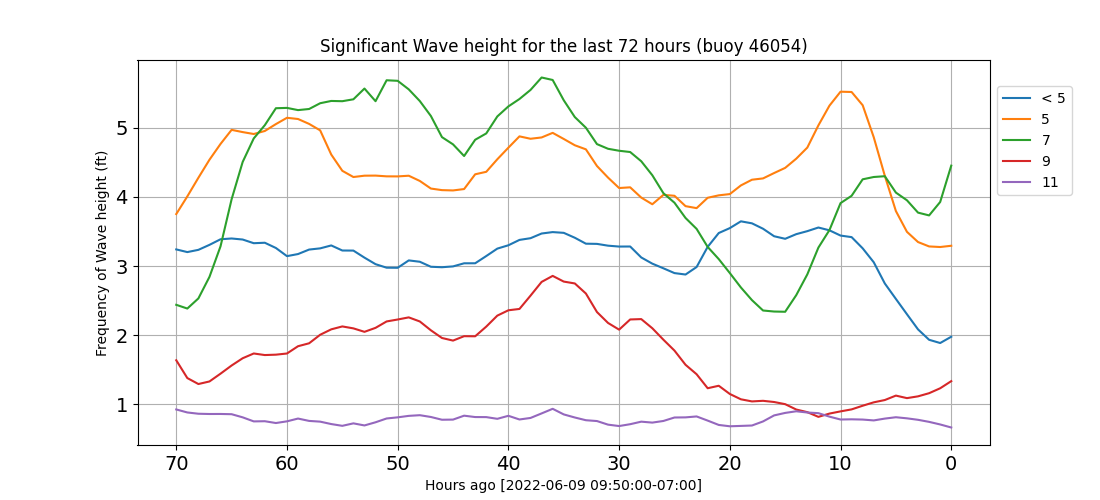 Significant Wave height for the last 72 hours (buoy 46054)
Frequency of Wave height (ft)
5
4
3
2
1
70 60 50 40 30 20 10 0
Hours ago [2022-06-09 09:50:00-07:00]
< 5
5
7
9
11